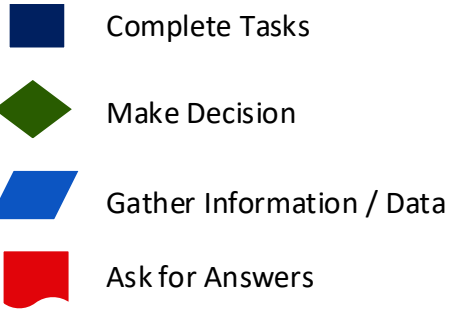 Complete Tasks
Make Decision
Gather Information / Data
Ask for Answers